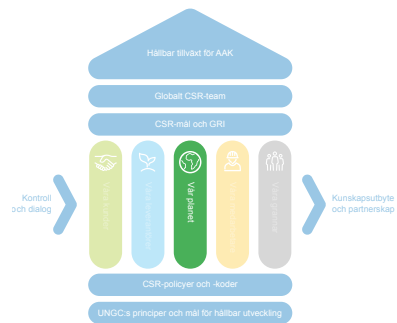 Hållbar tillväxt för AAK
Globalt CSR-team
CSR-mål och GRI
Kontroll
och dialog
Vår planet
Kunskapsutbyte
och partnerskap
CSR-policyer och -koder
UNGC:s principer och mål för hållbar utveckling